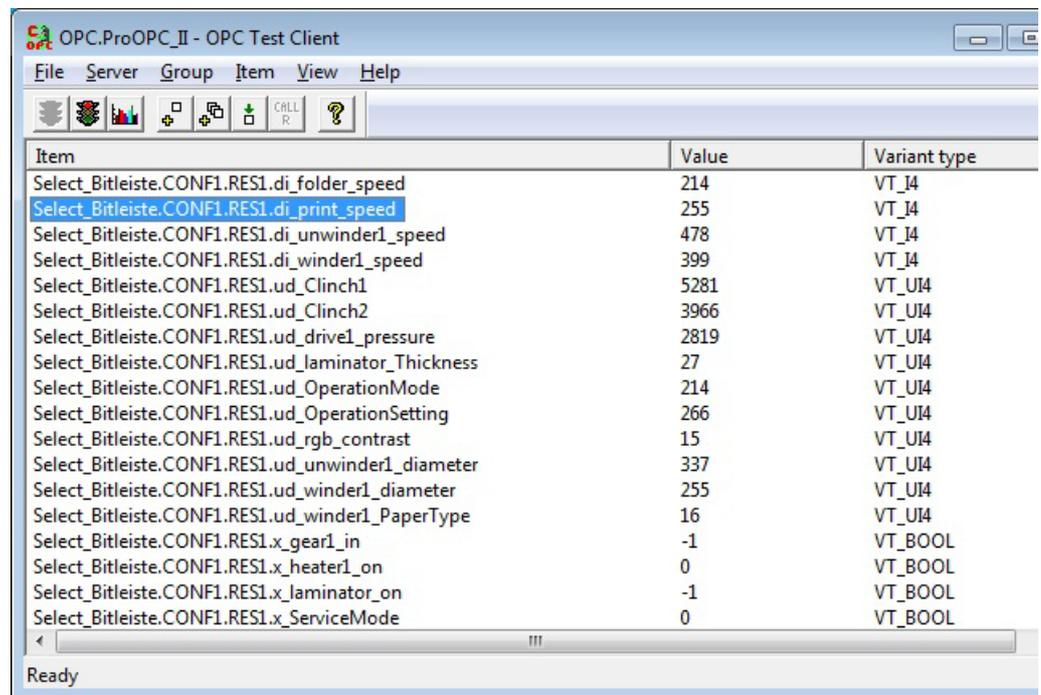 OPC.ProOPC_II - OPC Test Client
File Server Group Item View Help
CALL R
Item Value Variant type
Select_Bitleiste.CONF1.RES1.di_folder_speed 214 VT_I4
Select_Bitleiste.CONF1.RES1.di_print_speed 255 VT_I4
Select_Bitleiste.CONF1.RES1.di_unwinder1_speed 478 VT_I4
Select_Bitleiste.CONF1.RES1.di_winder1_speed 399 VT_I4
Select_Bitleiste.CONF1.RES1.ud_Clinch1 5281 VT_UI4
Select_Bitleiste.CONF1.RES1.ud_Clinch2 3966 VT_UI4
Select_Bitleiste.CONF1.RES1.ud_drive1_pressure 2819 VT_UI4
Select_Bitleiste.CONF1.RES1.ud_laminator_Thickness 27 VT_UI4
Select_Bitleiste.CONF1.RES1.ud_OperationMode 214 VT_UI4
Select_Bitleiste.CONF1.RES1.ud_OperationSetting 266 VT_UI4
Select_Bitleiste.CONF1.RES1.ud_rgb_contrast 15 VT_UI4
Select_Bitleiste.CONF1.RES1.ud_unwinder1_diameter 337 VT_UI4
Select_Bitleiste.CONF1.RES1.ud_winder1_diameter 255 VT_UI4
Select_Bitleiste.CONF1.RES1.ud_winder1_PaperType 16 VT_UI4
Select_Bitleiste.CONF1.RES1.x_gear1_in -1 VT_BOOL
Select_Bitleiste.CONF1.RES1.x_heater1_on 0 VT_BOOL
Select_Bitleiste.CONF1.RES1.x_laminator_on -1 VT_BOOL
Select_Bitleiste.CONF1.RES1.x_ServiceMode 0 VT_BOOL
Ready